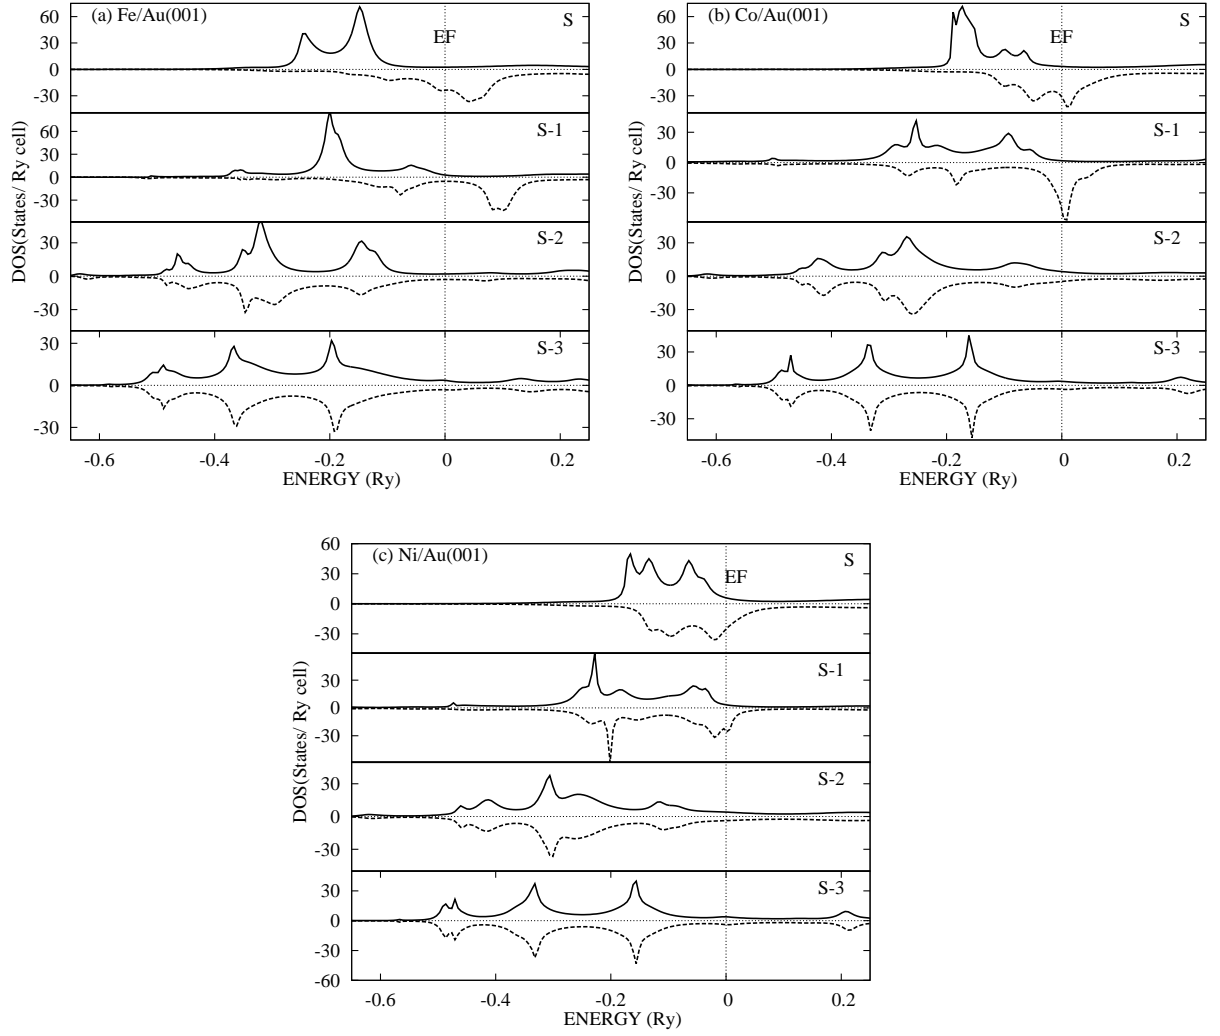 (a) Fe/Au(001)
S
EF
60
30
0
-30
S-1
60
30
0
-30
S-2
30
0
-30
S-3
30
0
-30
-0.6
-0.4
-0.2
0
0.2
ENERGY (Ry)
DOS(States/ Ry cell)
(b) Co/Au(001)
S
EF
60
30
0
-30
S-1
30
0
-30
S-2
30
0
-30
S-3
30
0
-30
-0.6
-0.4
-0.2
0
0.2
ENERGY (Ry)
DOS(States/ Ry cell)
(c) Ni/Au(001)
S
EF
60
30
0
-30
S-1
30
0
-30
S-2
30
0
-30
S-3
30
0
-30
-60
-0.6
-0.4
-0.2
0
0.2
ENERGY (Ry)
DOS(States/ Ry cell)